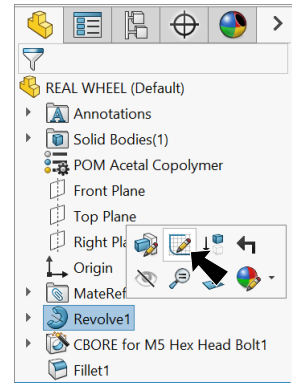 REAL WHEEL (Default)
Annotations
Solid Bodies(1)
POM Acetal Copolymer
Front Plane
Top Plane
Right Pla
Origin
MateRef
Revolve1
CBORE for M5 Hex Head Bolt1
Fillet1